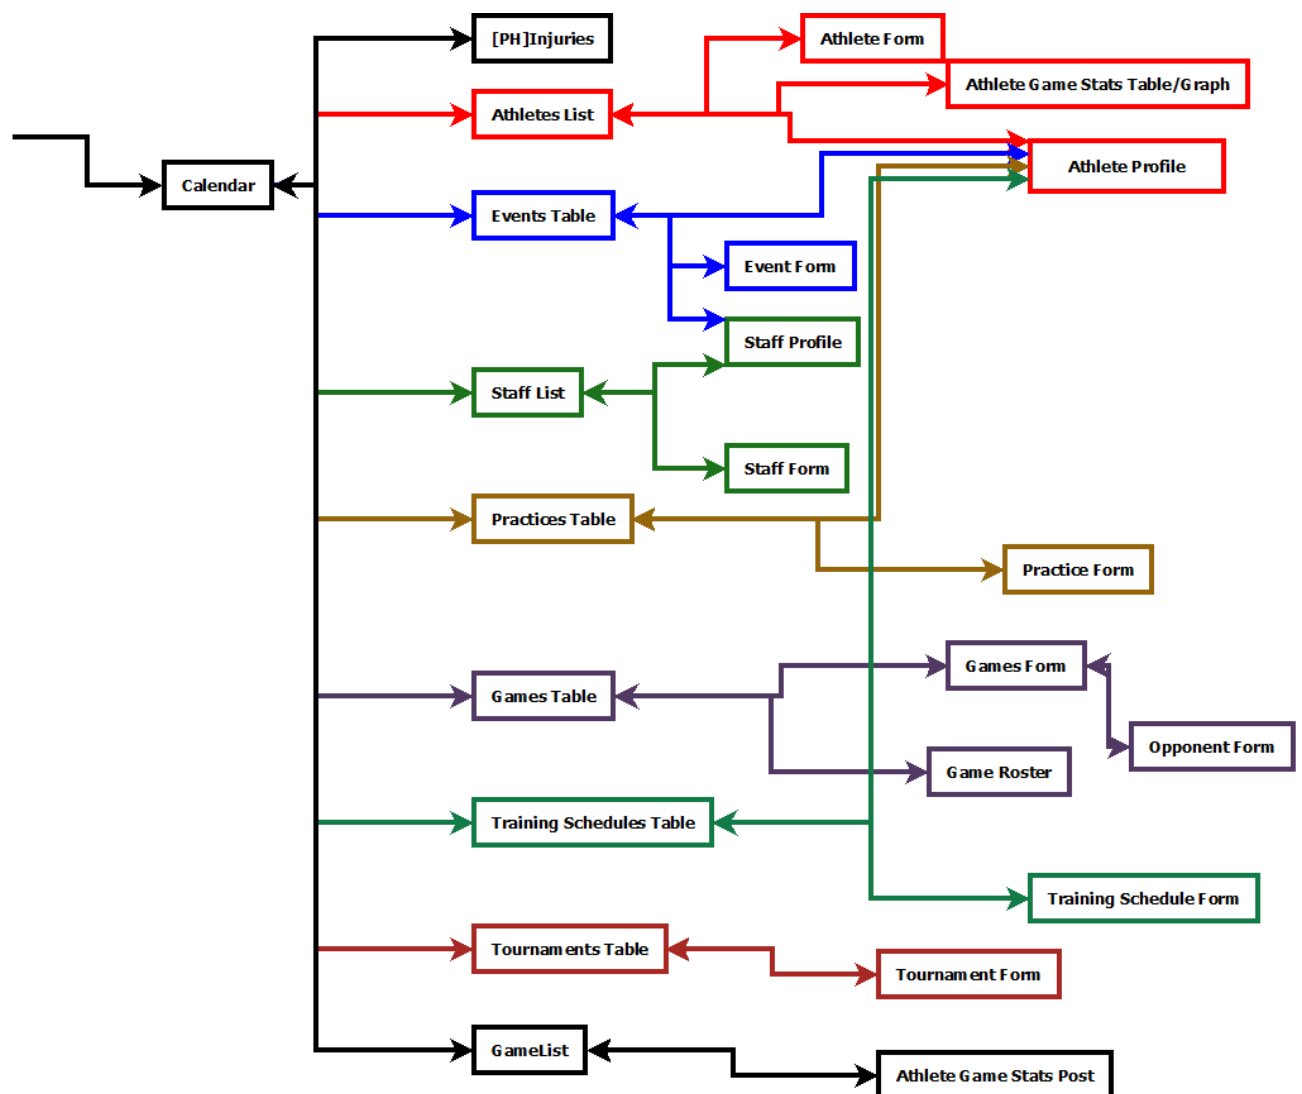 [PH]Injuries
Athlete Form
Athlete Game Stats Table/Graph
Athletes List
Athlete Profile
Calendar
Events Table
Event Form
Staff Profile
Staff List
Staff Form
Practices Table
Practice Form
Games Form
Games Table
Opponent Form
Game Roster
Training Schedules Table
Training Schedule Form
Tournaments Table
Tournament Form
GameList
Athlete Game Stats Post